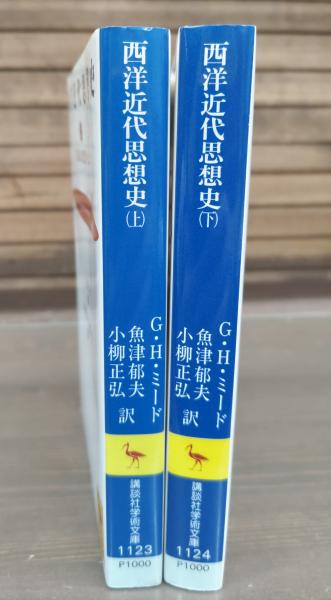 西洋近代思想史(上)
G・H・ミード
魚津郁夫
小柳正弘 訳
講談社学術文庫
1123
P1000
西洋近代思想史(下)
G・H・ミード
魚津郁夫
小柳正弘 訳
講談社学術文庫
1124
P1000